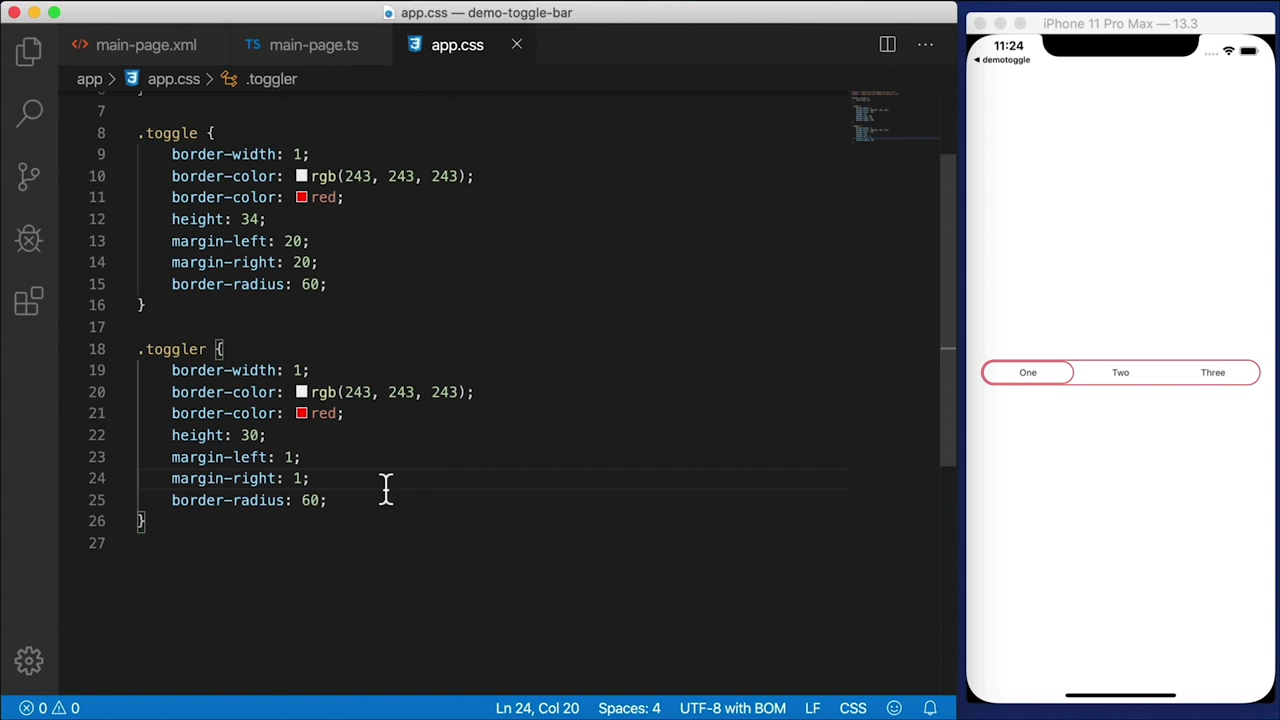 app.css — demo-toggle-bar
main-page.xml
TS main-page.ts
app.css
app > app.css > .toggler
7
8 .toggle {
9 border-width: 1;
10 border-color: rgb(243, 243, 243);
11 border-color: red;
12 height: 34;
13 margin-left: 20;
14 margin-right: 20;
15 border-radius: 60;
16 }
17
18 .toggler {
19 border-width: 1;
20 border-color: rgb(243, 243, 243);
21 border-color: red;
22 height: 30;
23 margin-left: 1;
24 margin-right: 1;
25 border-radius: 60;
26 }
27
0 0
Ln 24, Col 20
Spaces: 4
UTF-8 with BOM
LF
CSS
iPhone 11 Pro Max — 13.3
11:24
demotoggle
One
Two
Three